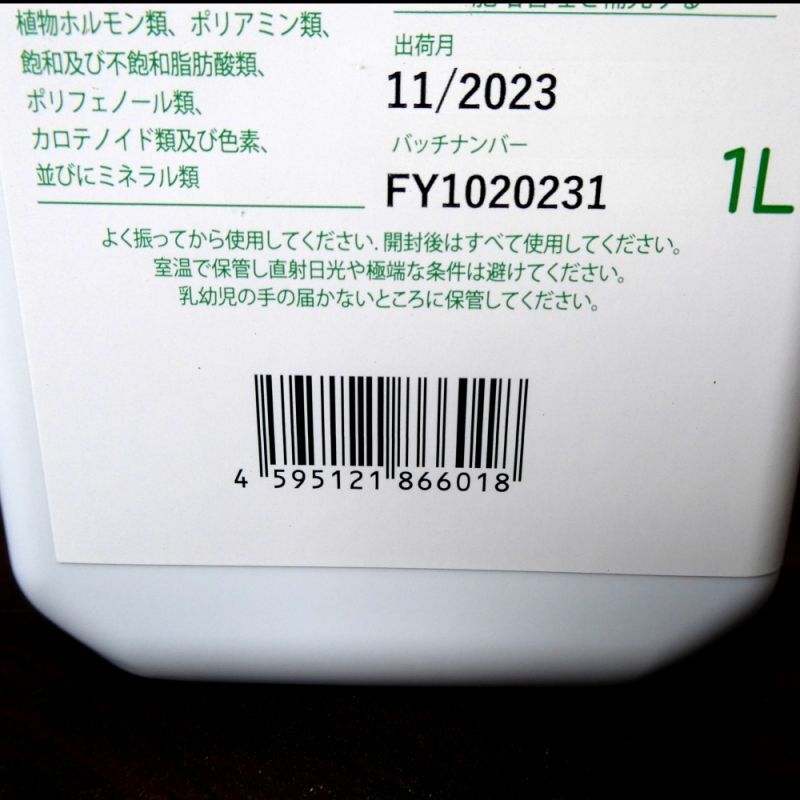 植物ホルモン類、ポリアミン類、
飽和及び不飽和脂肪酸類、
ポリフェノール類、
カロテノイド類及び色素、
並びにミネラル類
出荷月
11/2023
バッチナンバー
FY1020231
1L
よく振ってから使用してください. 開封後はすべて使用してください。
室温で保管し直射日光や極端な条件は避けてください。
乳幼児の手の届かないところに保管してください。
4 595121 866018